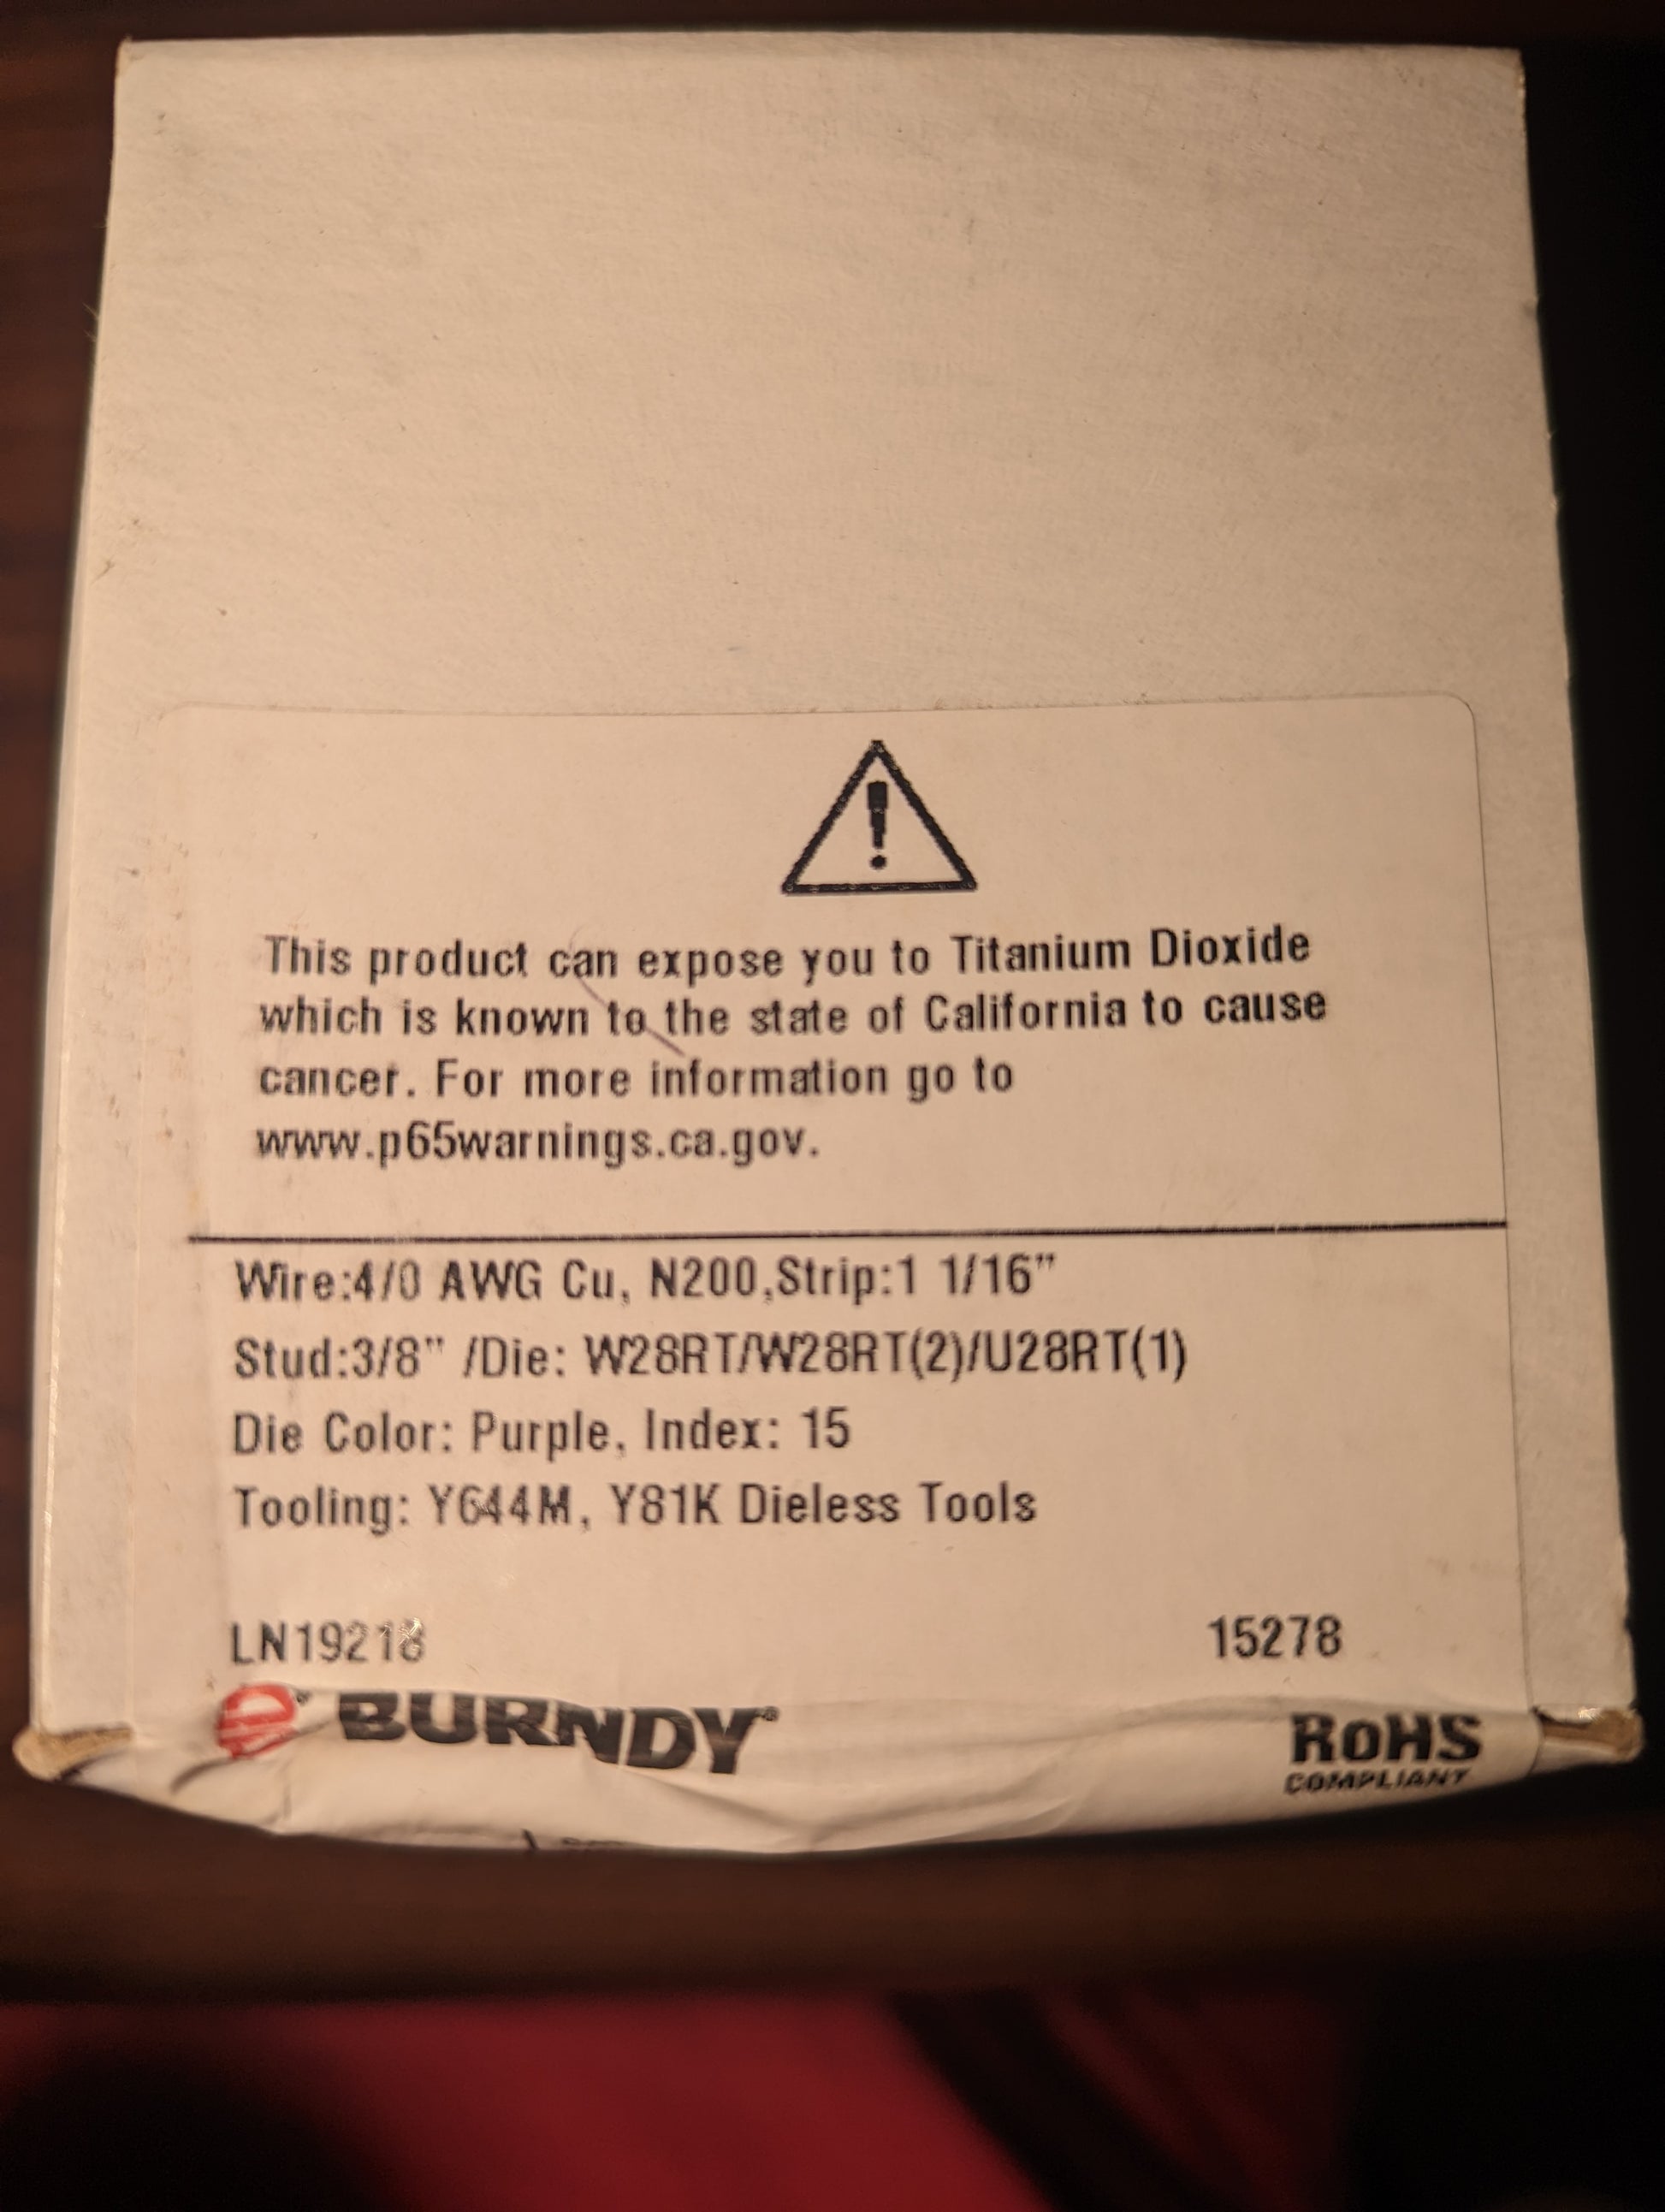 This product can expose you to Titanium Dioxide
which is known to the state of California to cause
cancer. For more information go to
www.p65warnings.ca.gov.
Wire:4/0 AWG Cu, N200,Strip:1 1/16"
Stud:3/8" /Die: W28RT/W28RT(2)/U28RT(1)
Die Color: Purple, Index: 15
Tooling: Y644M, Y81K Dieless Tools
LN19218 15278
BURNDY® RoHS
COMPLIANT